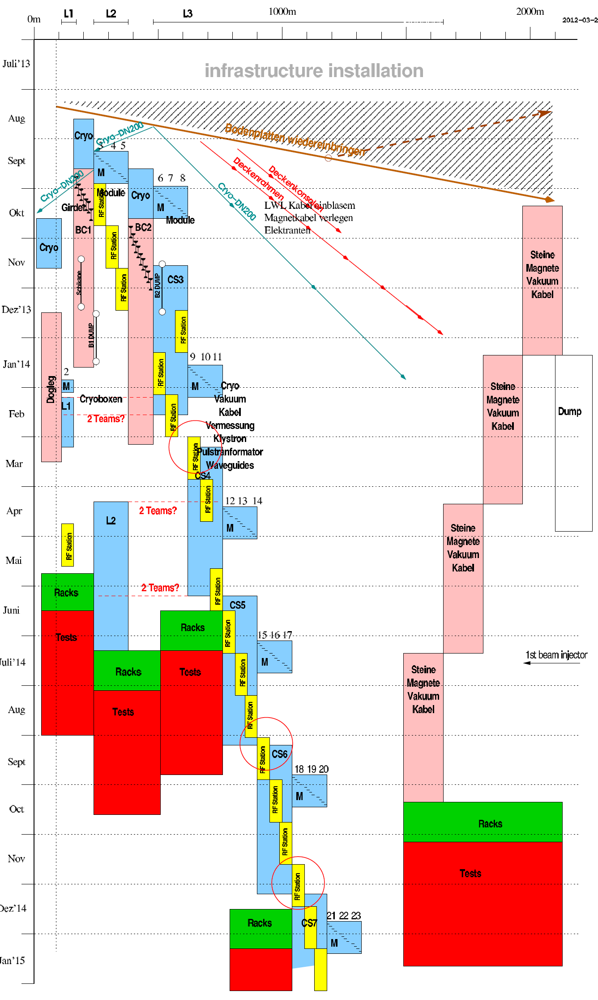 L1
L2
L3
1000m
2000m
0m
2012-03-2
Juli'13
infrastructure installation
Aug
Cryo
Cryo-DN200
Bodenplatten wiedereinbringen
3 4 5
Sept
M
Module
Cryo-DN200
Deckenrahmen
Deckenkonsolen
6 7 8
Cryo
M
Module
Cryo-DN200
LWL Kabel einblasem
Magnetkabel verlegen
Elektranten
Girder
RF Station
Okt
BC1
BC2
Cryo
RF Station
Nov
Schikane
RF Station
B2 DUMP
CS3
Steine
Magnete
Vakuum
Kabel
Dez'13
B1 DUMP
RF Station
Jan'14
2
M
Dogleg
RF Station
9 10 11
M
Cryo
Vakuum
Kabel
Vermessung
Klystron
Pulstranformator
Waveguides
Cryoboxen
L1
2 Teams?
Feb
RF Station
Steine
Magnete
Vakuum
Kabel
Dump
Mar
RF Station
CS4
Apr
RF Station
2 Teams?
12 13 14
M
L2
Steine
Magnete
Vakuum
Kabel
RF Station
Mai
2 Teams?
RF Station
Racks
CS5
Juni
Racks
RF Station
Tests
15 16 17
M
1st beam injector
Juli'14
Racks
Tests
RF Station
Steine
Magnete
Vakuum
Kabel
Aug
Tests
RF Station
Sept
RF Station
CS6
18 19 20
M
Oct
RF Station
Racks
RF Station
Nov
Tests
RF Station
Dez'14
Racks
CS7
21 22 23
M
Jan'15